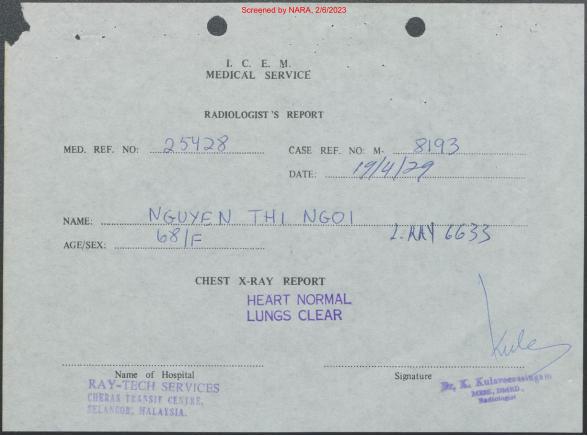 Screened by NARA, 2/6/2023
I. C. E. M.
MEDICAL SERVICE
RADIOLOGIST'S REPORT
MED. REF. NO: 25428
CASE REF. NO: M- 8193
DATE: 19/4/29
NAME: NGUYEN THI NGOI
AGE/SEX: 68/F
6633
CHEST X-RAY REPORT
HEART NORMAL
LUNGS CLEAR
Name of Hospital
Signature
RAY-TECH SERVICES
CHERAS TRANSIT CENTRE,
SELANGOR, MALAYSIA.
Dr. K. Kulaveerasingam
MBBS, DMRD.
Radiologist